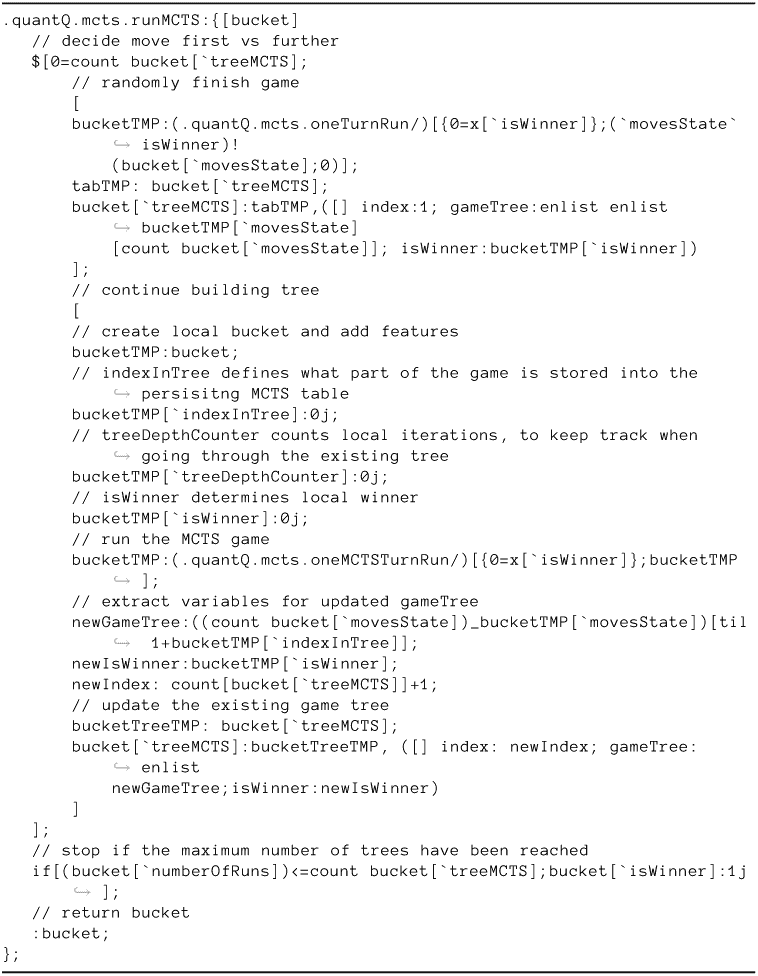 .quantQ.mcts.runMCTS:{[bucket]
// decide move first vs further
$[0=count bucket[`treeMCTS];
// randomly finish game
[
bucketTMP:(.quantQ.mcts.oneTurnRun/)[{0=x[`isWinner]};(`movesState`
↪ isWinner)!
(bucket[`movesState];0)];
tabTMP: bucket[`treeMCTS];
bucket[`treeMCTS]:tabTMP,([] index:1; gameTree:enlist enlist
↪ bucketTMP[`movesState]
[count bucket[`movesState]]; isWinner:bucketTMP[`isWinner])
];
// continue building tree
[
// create local bucket and add features
bucketTMP:bucket;
// indexInTree defines what part of the game is stored into the
↪ persisitng MCTS table
bucketTMP[`indexInTree]:0j;
// treeDepthCounter counts local iterations, to keep track when
↪ going through the existing tree
bucketTMP[`treeDepthCounter]:0j;
// isWinner determines local winner
bucketTMP[`isWinner]:0j;
// run the MCTS game
bucketTMP:(.quantQ.mcts.oneMCTSTurnRun/)[{0=x[`isWinner]};bucketTMP
↪ ];
// extract variables for updated gameTree
newGameTree:((count bucket[`movesState])_bucketTMP[`movesState])[til
↪ 1+bucketTMP[`indexInTree]];
newIsWinner:bucketTMP[`isWinner];
newIndex: count[bucket[`treeMCTS]]+1;
// update the existing game tree
bucketTreeTMP: bucket[`treeMCTS];
bucket[`treeMCTS]:bucketTreeTMP, ([] index: newIndex; gameTree:
↪ enlist
newGameTree;isWinner:newIsWinner)
]
];
// stop if the maximum number of trees have been reached
if[(bucket[`numberOfRuns])<=count bucket[`treeMCTS];bucket[`isWinner]:1j
↪ ];
// return bucket
:bucket;
};